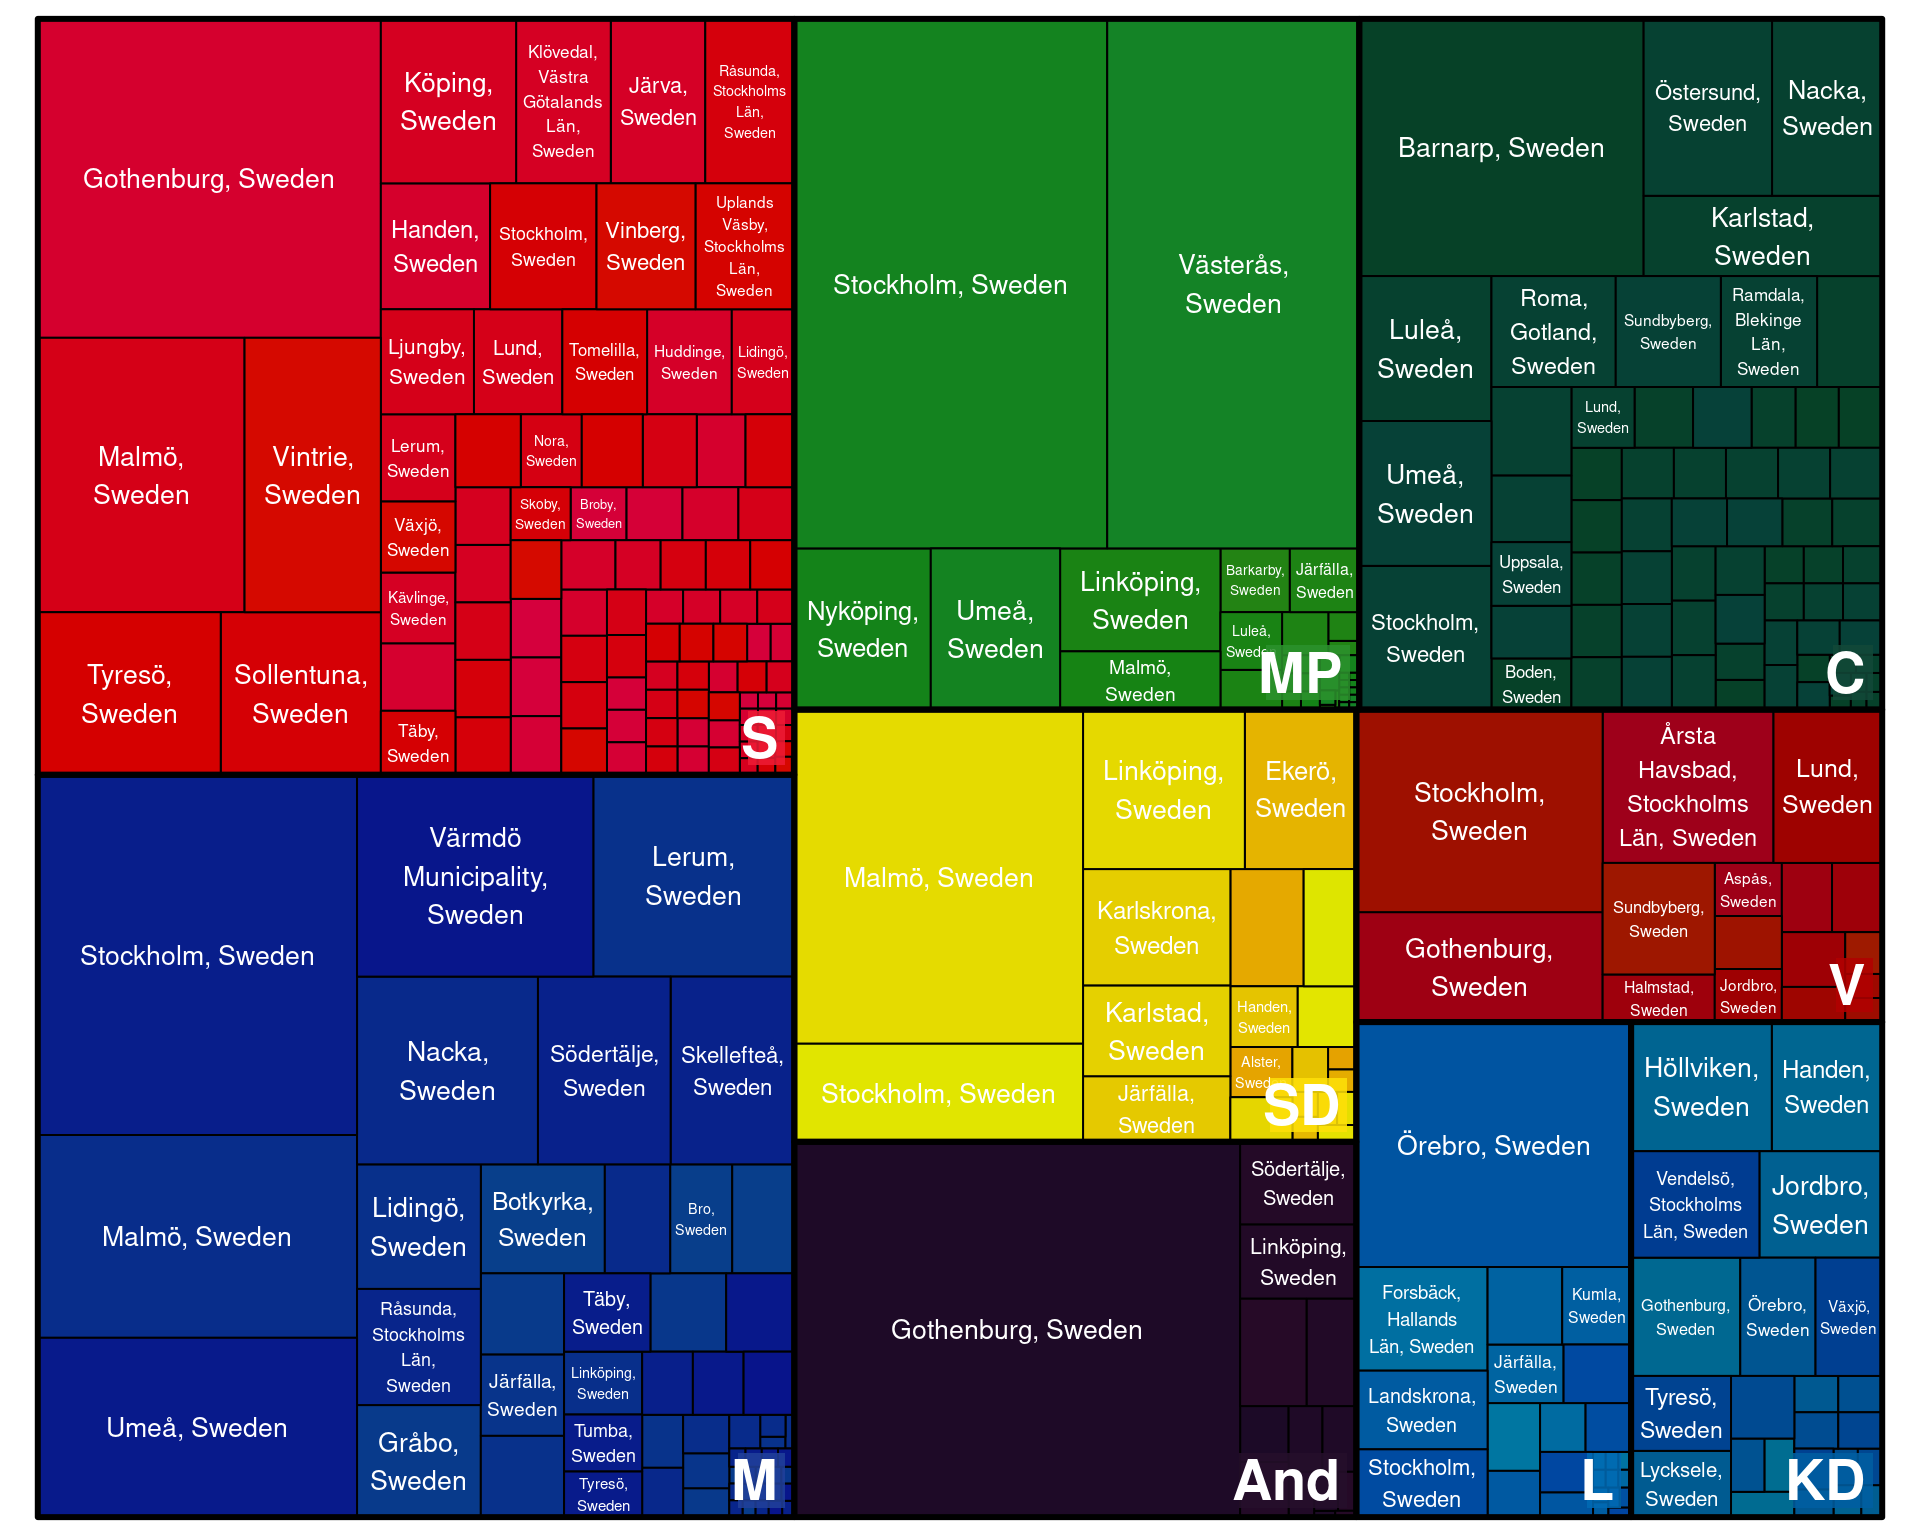 Gothenburg, Sweden
Malmö,
Sweden
Vintrie,
Sweden
Tyresö,
Sweden
Sollentuna,
Sweden
Köping,
Sweden
Klövedal,
Västra
Götalands
Län,
Sweden
Järva,
Sweden
Råsunda,
Stockholms
Län,
Sweden
Handen,
Sweden
Stockholm,
Sweden
Vinberg,
Sweden
Uplands
Väsby,
Stockholms
Län,
Sweden
Ljungby,
Sweden
Lund,
Sweden
Tomelilla,
Sweden
Huddinge,
Sweden
Lidingö,
Sweden
Lerum,
Sweden
Nora,
Sweden
Växjö,
Sweden
Skoby,
Sweden
Broby,
Sweden
Kävlinge,
Sweden
Täby,
Sweden
S
Stockholm, Sweden
Västerås,
Sweden
Nyköping,
Sweden
Umeå,
Sweden
Linköping,
Sweden
Malmö,
Sweden
Barkarby,
Sweden
Järfälla,
Sweden
Luleå,
Sweden
MP
Barnarp, Sweden
Östersund,
Sweden
Nacka,
Sweden
Karlstad,
Sweden
Luleå,
Sweden
Roma,
Gotland,
Sweden
Sundbyberg,
Sweden
Ramdala,
Blekinge
Län,
Sweden
Lund,
Sweden
Umeå,
Sweden
Uppsala,
Sweden
Stockholm,
Sweden
Boden,
Sweden
C
Stockholm, Sweden
Malmö, Sweden
Umeå, Sweden
Värmdö
Municipality,
Sweden
Lerum,
Sweden
Nacka,
Sweden
Södertälje,
Sweden
Skellefteå,
Sweden
Lidingö,
Sweden
Botkyrka,
Sweden
Bro,
Sweden
Råsunda,
Stockholms
Län,
Sweden
Täby,
Sweden
Järfälla,
Sweden
Linköping,
Sweden
Gråbo,
Sweden
Tumba,
Sweden
Tyresö,
Sweden
M
Malmö, Sweden
Stockholm, Sweden
Linköping,
Sweden
Ekerö,
Sweden
Karlskrona,
Sweden
Karlstad,
Sweden
Järfälla,
Sweden
Handen,
Sweden
Alster,
Sweden
SD
Gothenburg, Sweden
Södertälje,
Sweden
Linköping,
Sweden
And
Stockholm,
Sweden
Gothenburg,
Sweden
Årsta
Havsbad,
Stockholms
Län, Sweden
Lund,
Sweden
Sundbyberg,
Sweden
Aspås,
Sweden
Halmstad,
Sweden
Jordbro,
Sweden
V
Örebro, Sweden
Forsbäck,
Hallands
Län, Sweden
Kumla,
Sweden
Järfälla,
Sweden
Landskrona,
Sweden
Stockholm,
Sweden
L
Höllviken,
Sweden
Handen,
Sweden
Vendelsö,
Stockholms
Län, Sweden
Jordbro,
Sweden
Gothenburg,
Sweden
Örebro,
Sweden
Växjö,
Sweden
Tyresö,
Sweden
Lycksele,
Sweden
KD